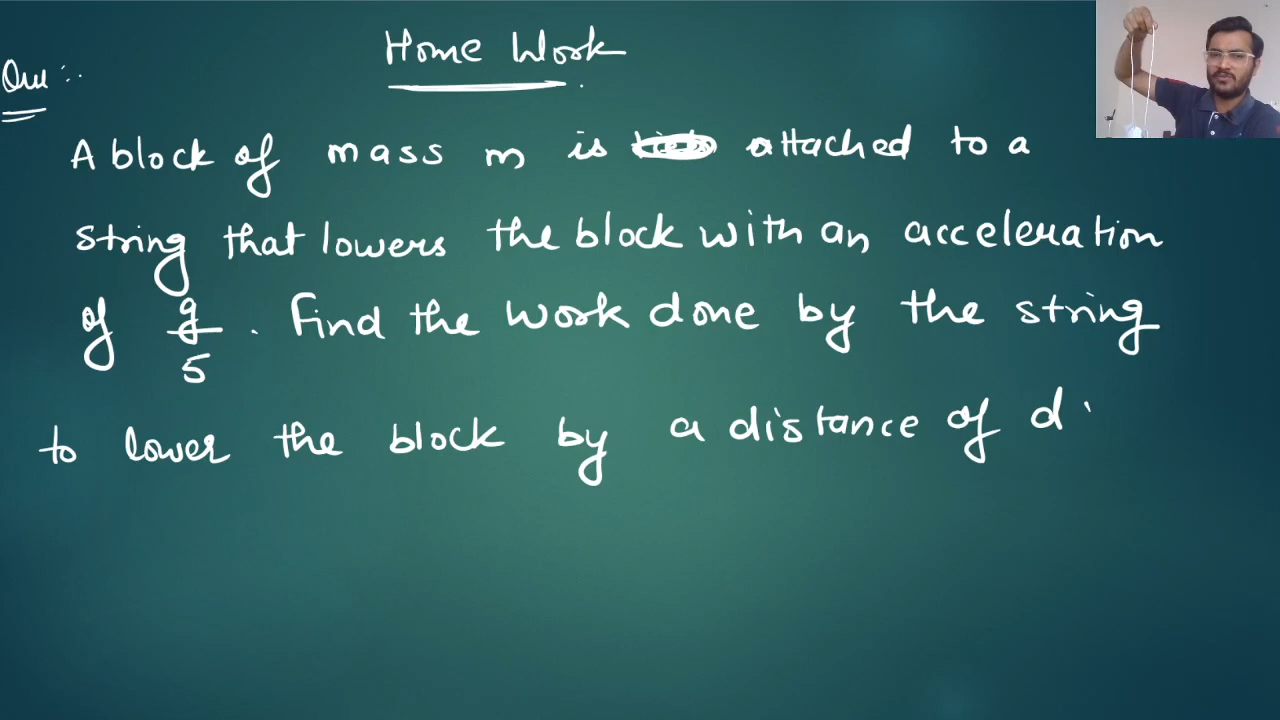 Home Work
Que :-
A block of mass m is attached to a
string that lowers the block with an acceleration
of g/5 . Find the work done by the string
to lower the block by a distance of d.